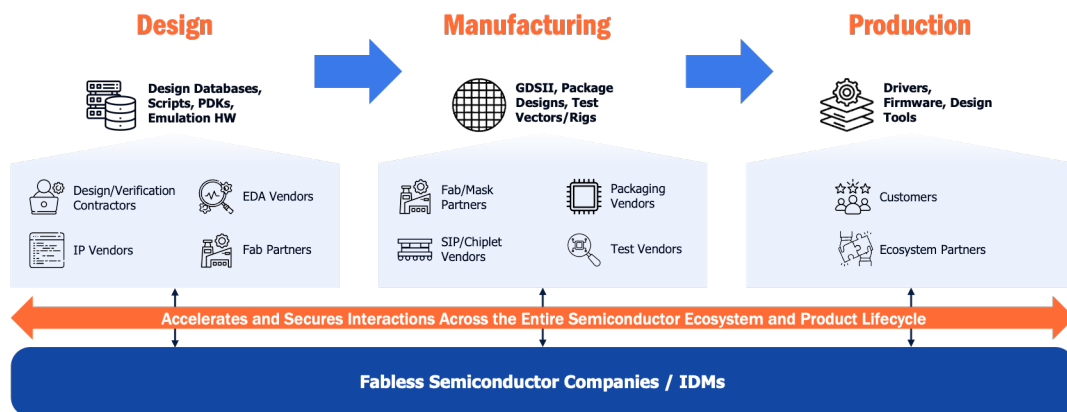 Design
Manufacturing
Production
Design Databases,
Scripts, PDKs,
Emulation HW
GDSII, Package
Designs, Test
Vectors/Rigs
Drivers,
Firmware, Design
Tools
Design/Verification
Contractors
EDA Vendors
IP Vendors
Fab Partners
Fab/Mask
Partners
Packaging
Vendors
SIP/Chiplet
Vendors
Test Vendors
Customers
Ecosystem Partners
Accelerates and Secures Interactions Across the Entire Semiconductor Ecosystem and Product Lifecycle
Fabless Semiconductor Companies / IDMs